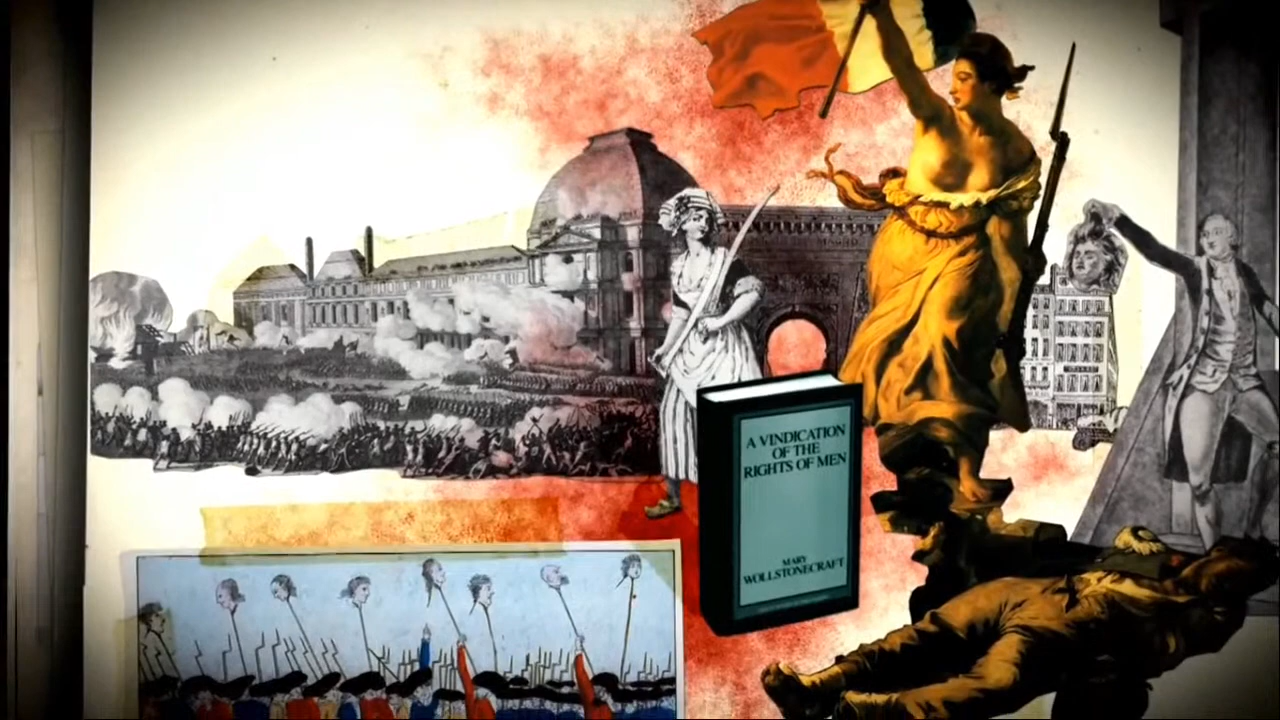 A VINDICATION
OF THE
RIGHTS OF MEN
MARY
WOLLSTONECRAFT